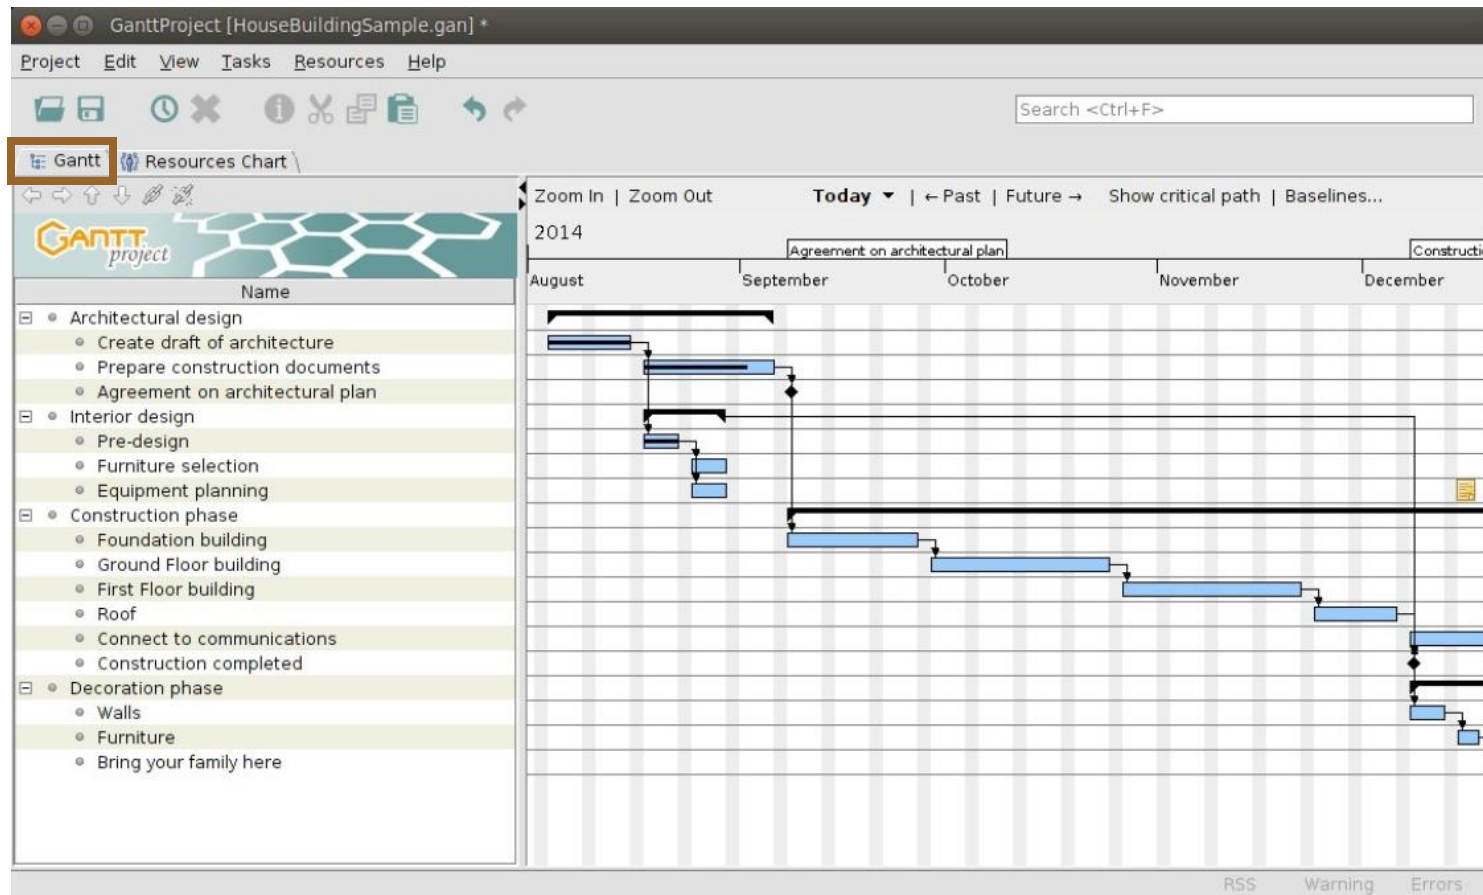 GanttProject [HouseBuildingSample.gan] *
Project Edit View Tasks Resources Help
Search <Ctrl+F>
Gantt Resources Chart
Zoom In | Zoom Out Today ▾ | ← Past | Future → Show critical path | Baselines...
GANTT project
2014
Agreement on architectural plan Constructi
August September October November December
Name
Architectural design
Create draft of architecture
Prepare construction documents
Agreement on architectural plan
Interior design
Pre-design
Furniture selection
Equipment planning
Construction phase
Foundation building
Ground Floor building
First Floor building
Roof
Connect to communications
Construction completed
Decoration phase
Walls
Furniture
Bring your family here
RSS Warning Errors